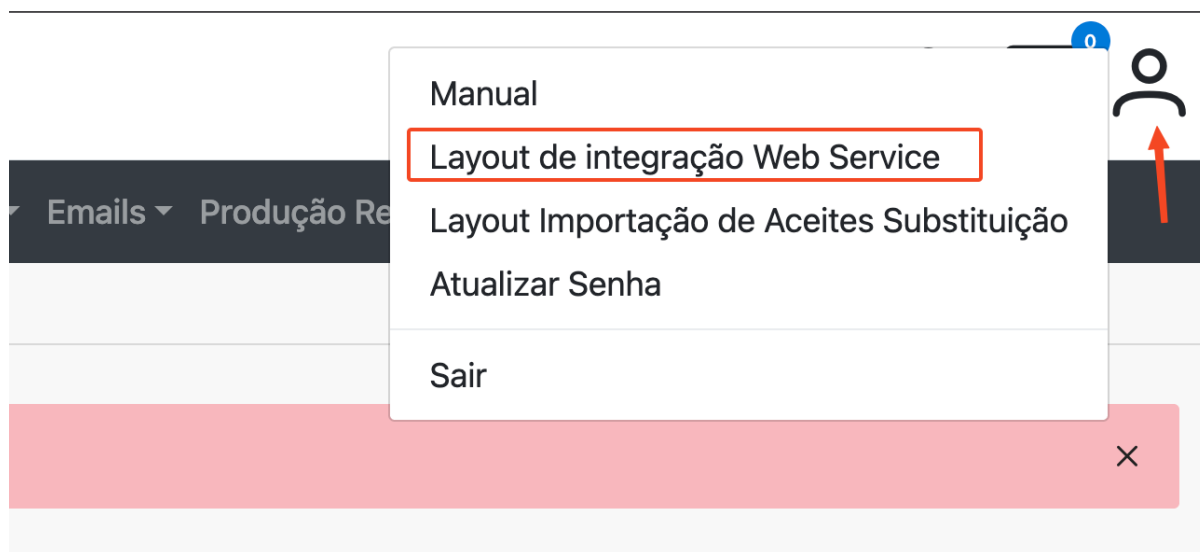 0
Manual
Layout de integração Web Service
Emails Produção Re
Layout Importação de Aceites Substituição
Atualizar Senha
Sair